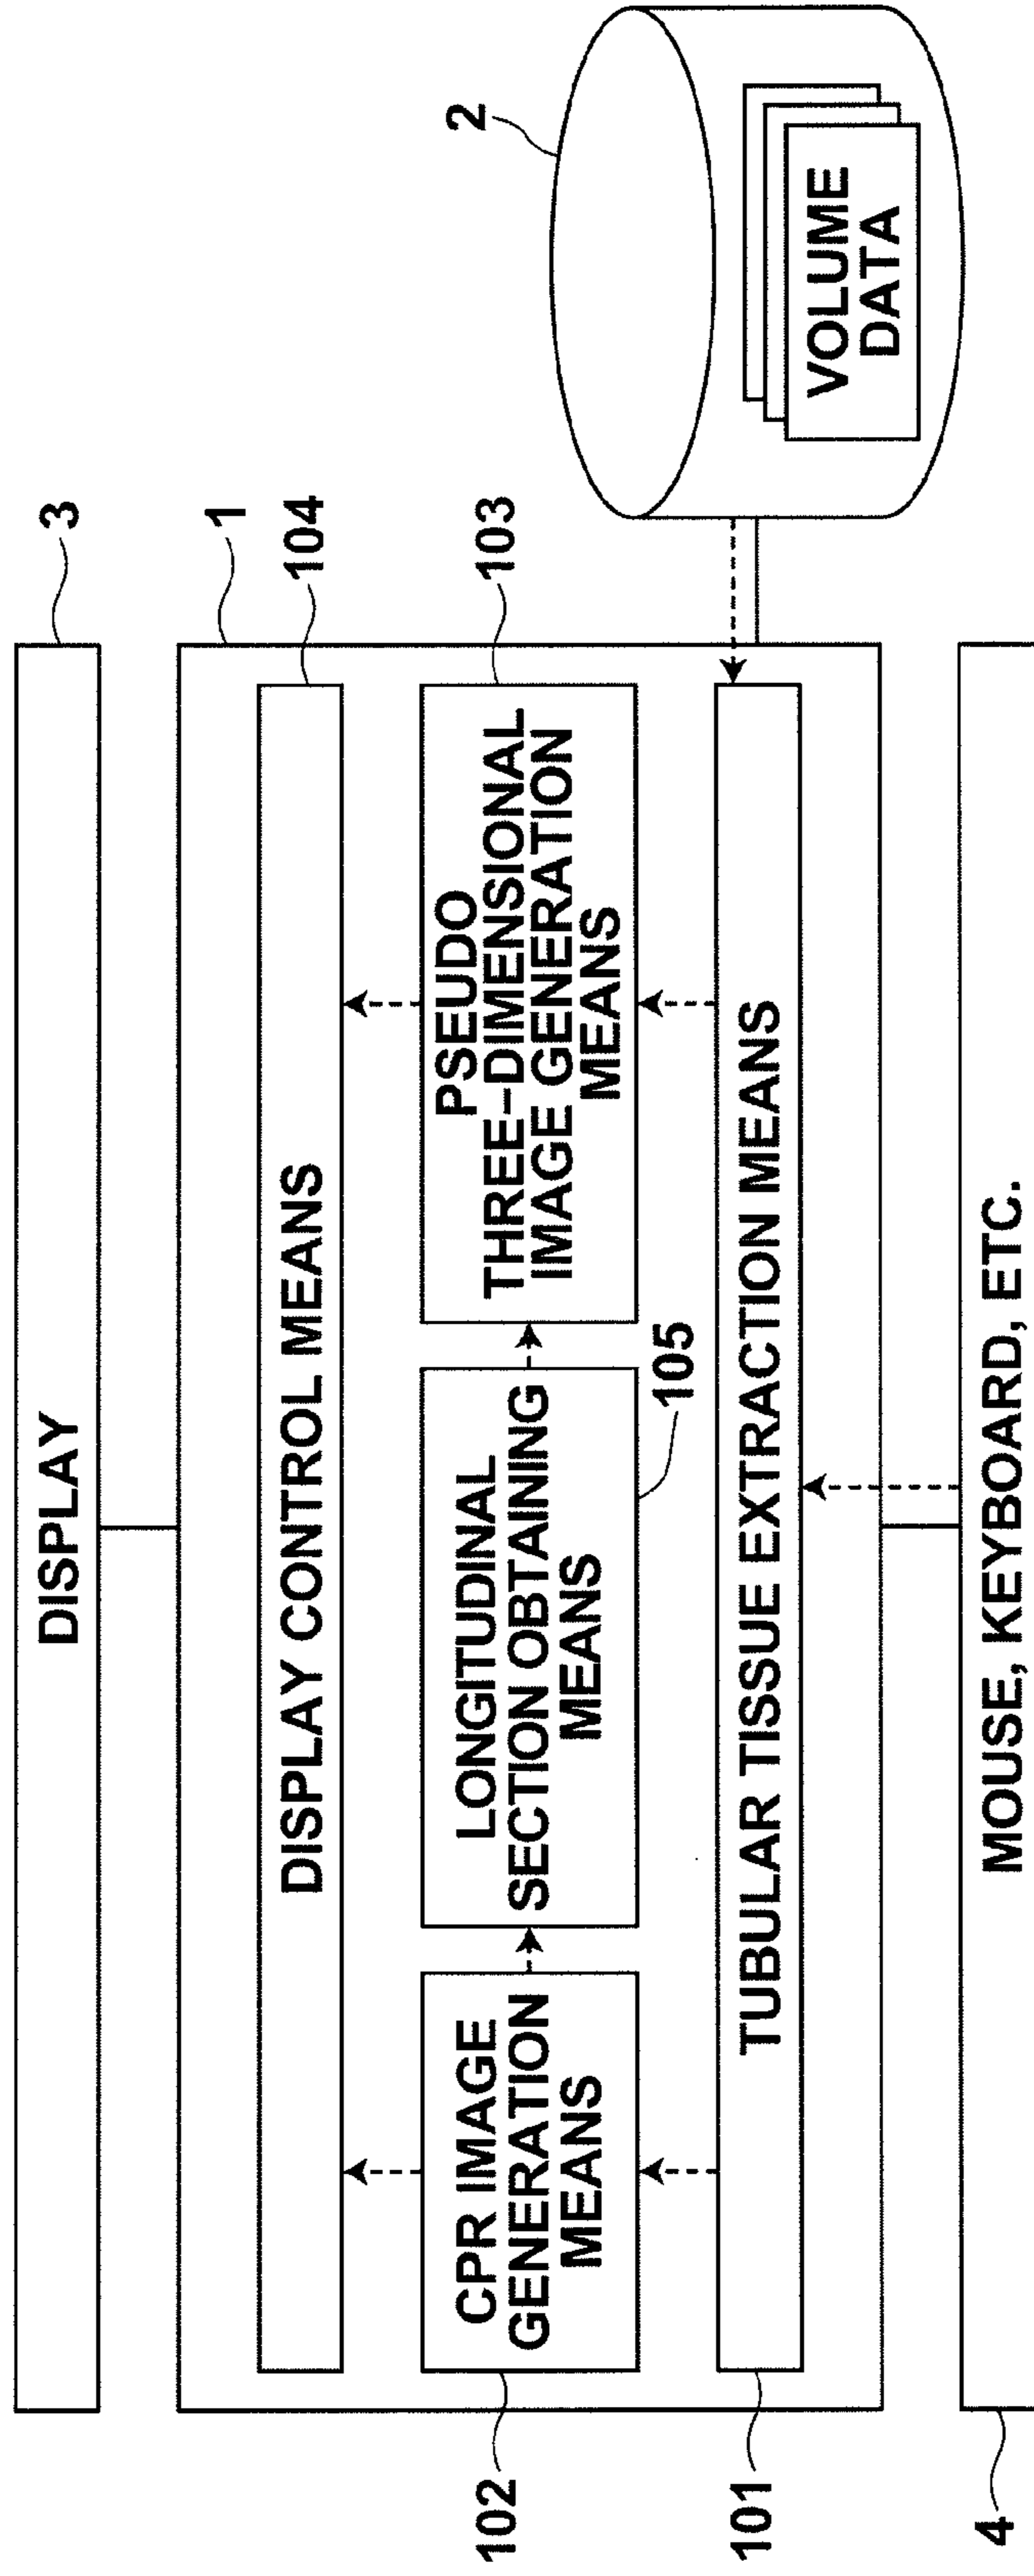 3
DISPLAY
1
104
DISPLAY CONTROL MEANS
2
102
CPR IMAGE
GENERATION
MEANS
LONGITUDINAL
SECTION OBTAINING
MEANS
105
PSEUDO
THREE-DIMENSIONAL
IMAGE GENERATION
MEANS
103
VOLUME
DATA
101
TUBULAR TISSUE EXTRACTION MEANS
4
MOUSE, KEYBOARD, ETC.